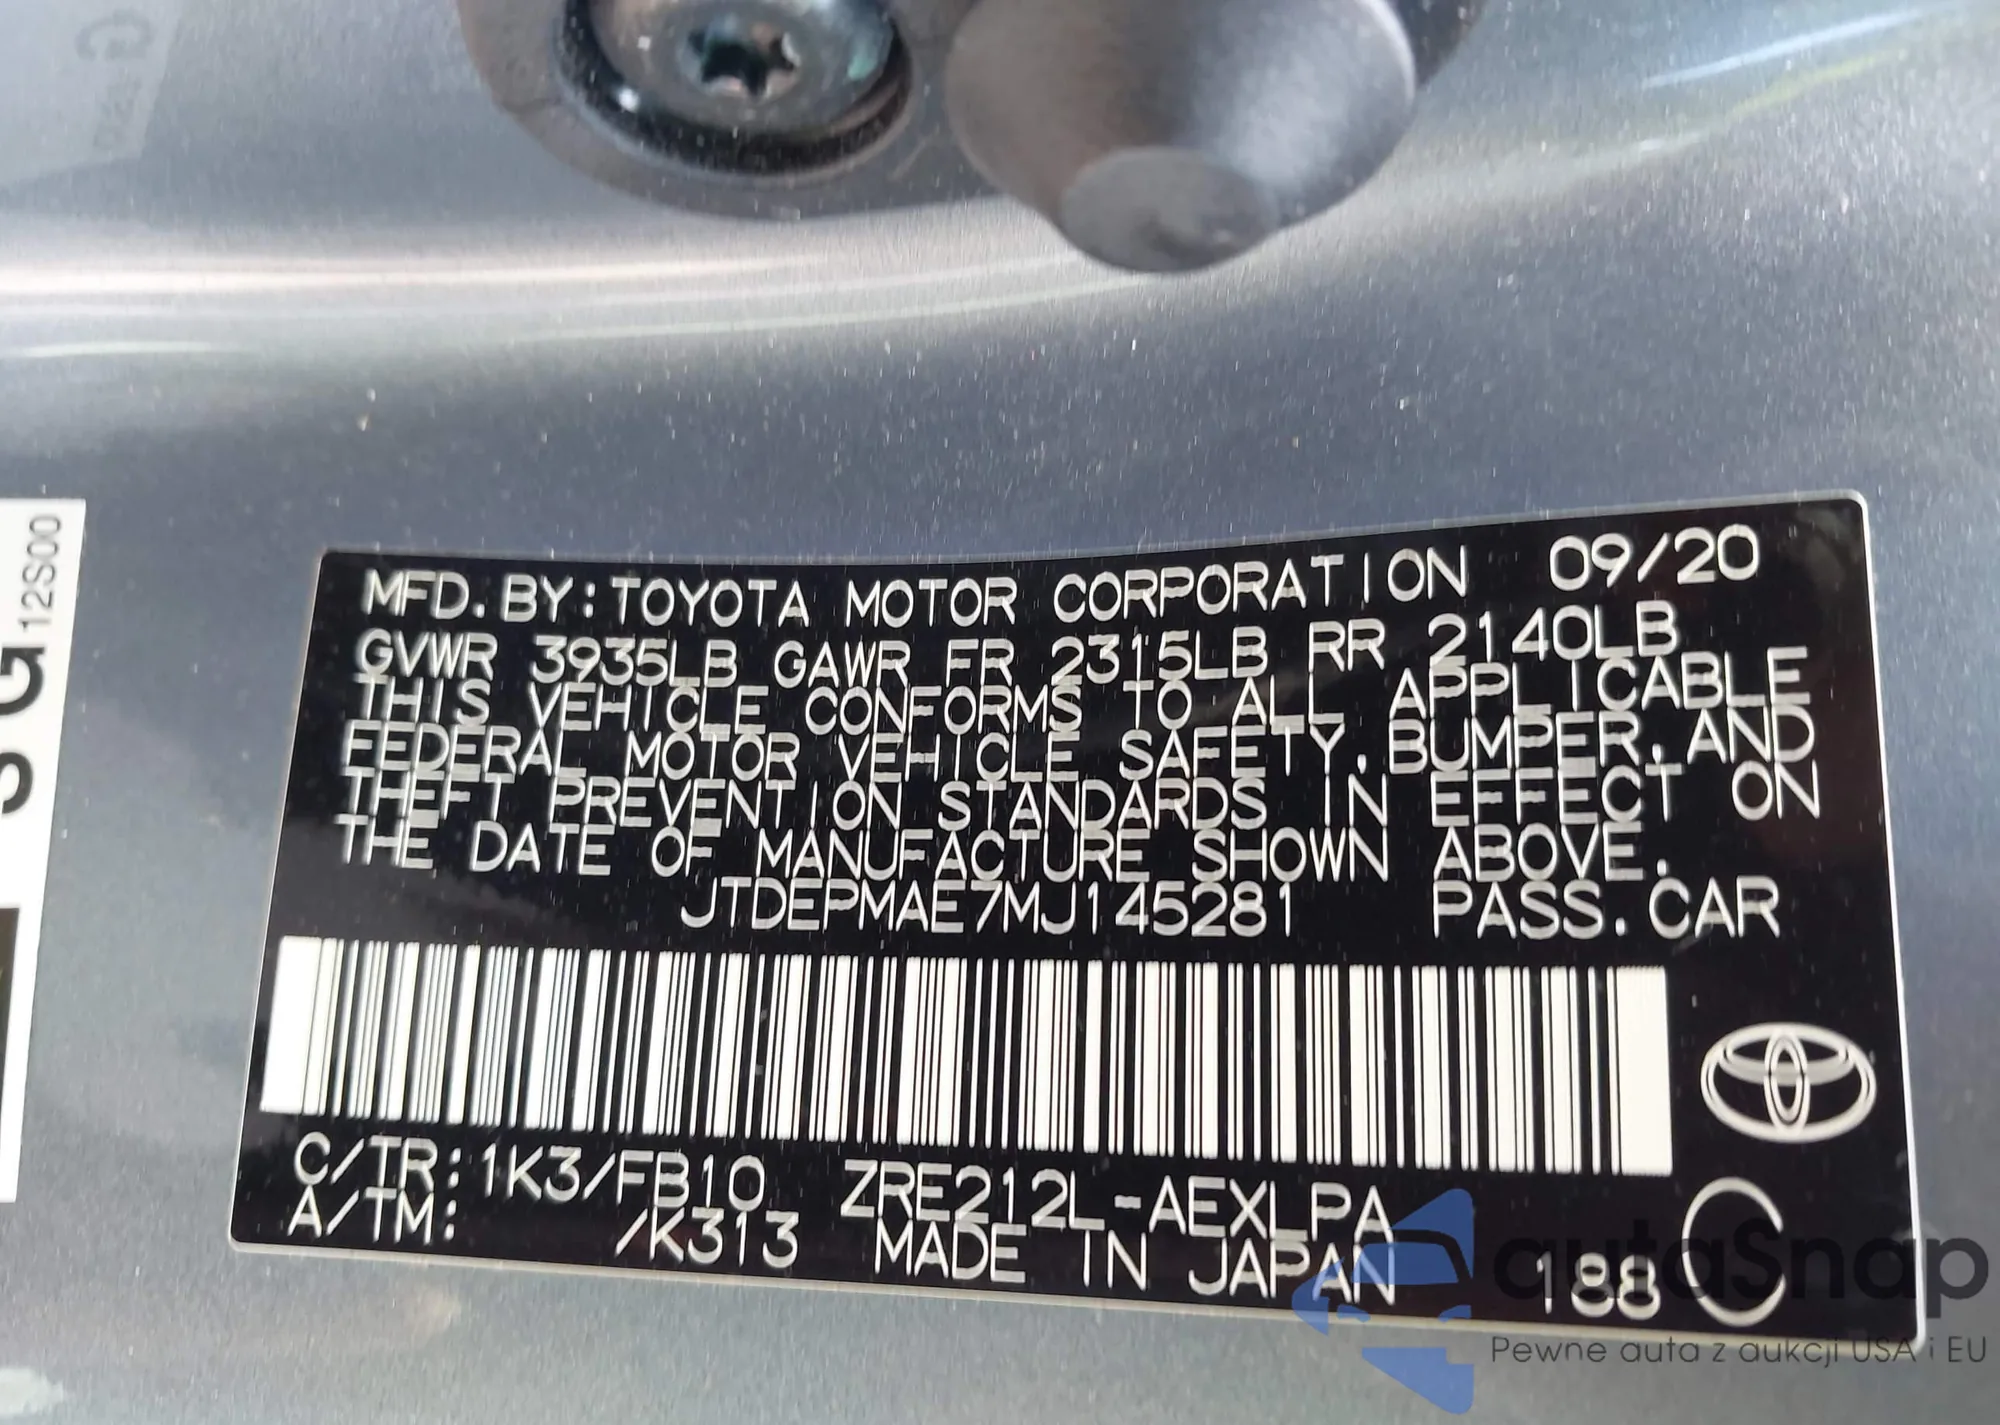 MFD. BY: TOYOTA MOTOR CORPORATION 09/20
GVWR 3935LB GAWR FR 2315LB RR 2140LB
THIS VEHICLE CONFORMS TO ALL APPLICABLE
FEDERAL MOTOR VEHICLE SAFETY, BUMPER, AND
THEFT PREVENTION STANDARDS IN EFFECT ON
THE DATE OF MANUFACTURE SHOWN ABOVE.
JTDEPMAE7MJ145281 PASS. CAR
C/TR: 1K3/FB10 ZRE212L-AEXLPA
A/TM: /K313 MADE IN JAPAN 188
12S00
G
autaSnap
Pewne auta z aukcji USA i EU